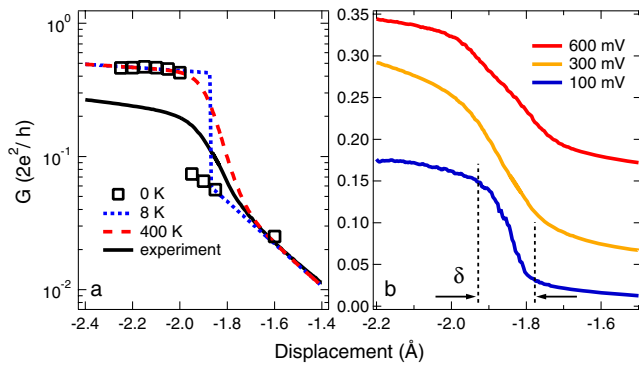 G (2e²/ h)
10⁰
10⁻¹
10⁻²
0 K
8 K
400 K
experiment
a
-2.4 -2.2 -2.0 -1.8 -1.6 -1.4
0.35
0.30
0.25
0.20
0.15
0.10
0.05
0.00
600 mV
300 mV
100 mV
δ
b
-2.2 -2.0 -1.8 -1.6
Displacement (Å) Displacement (Å)